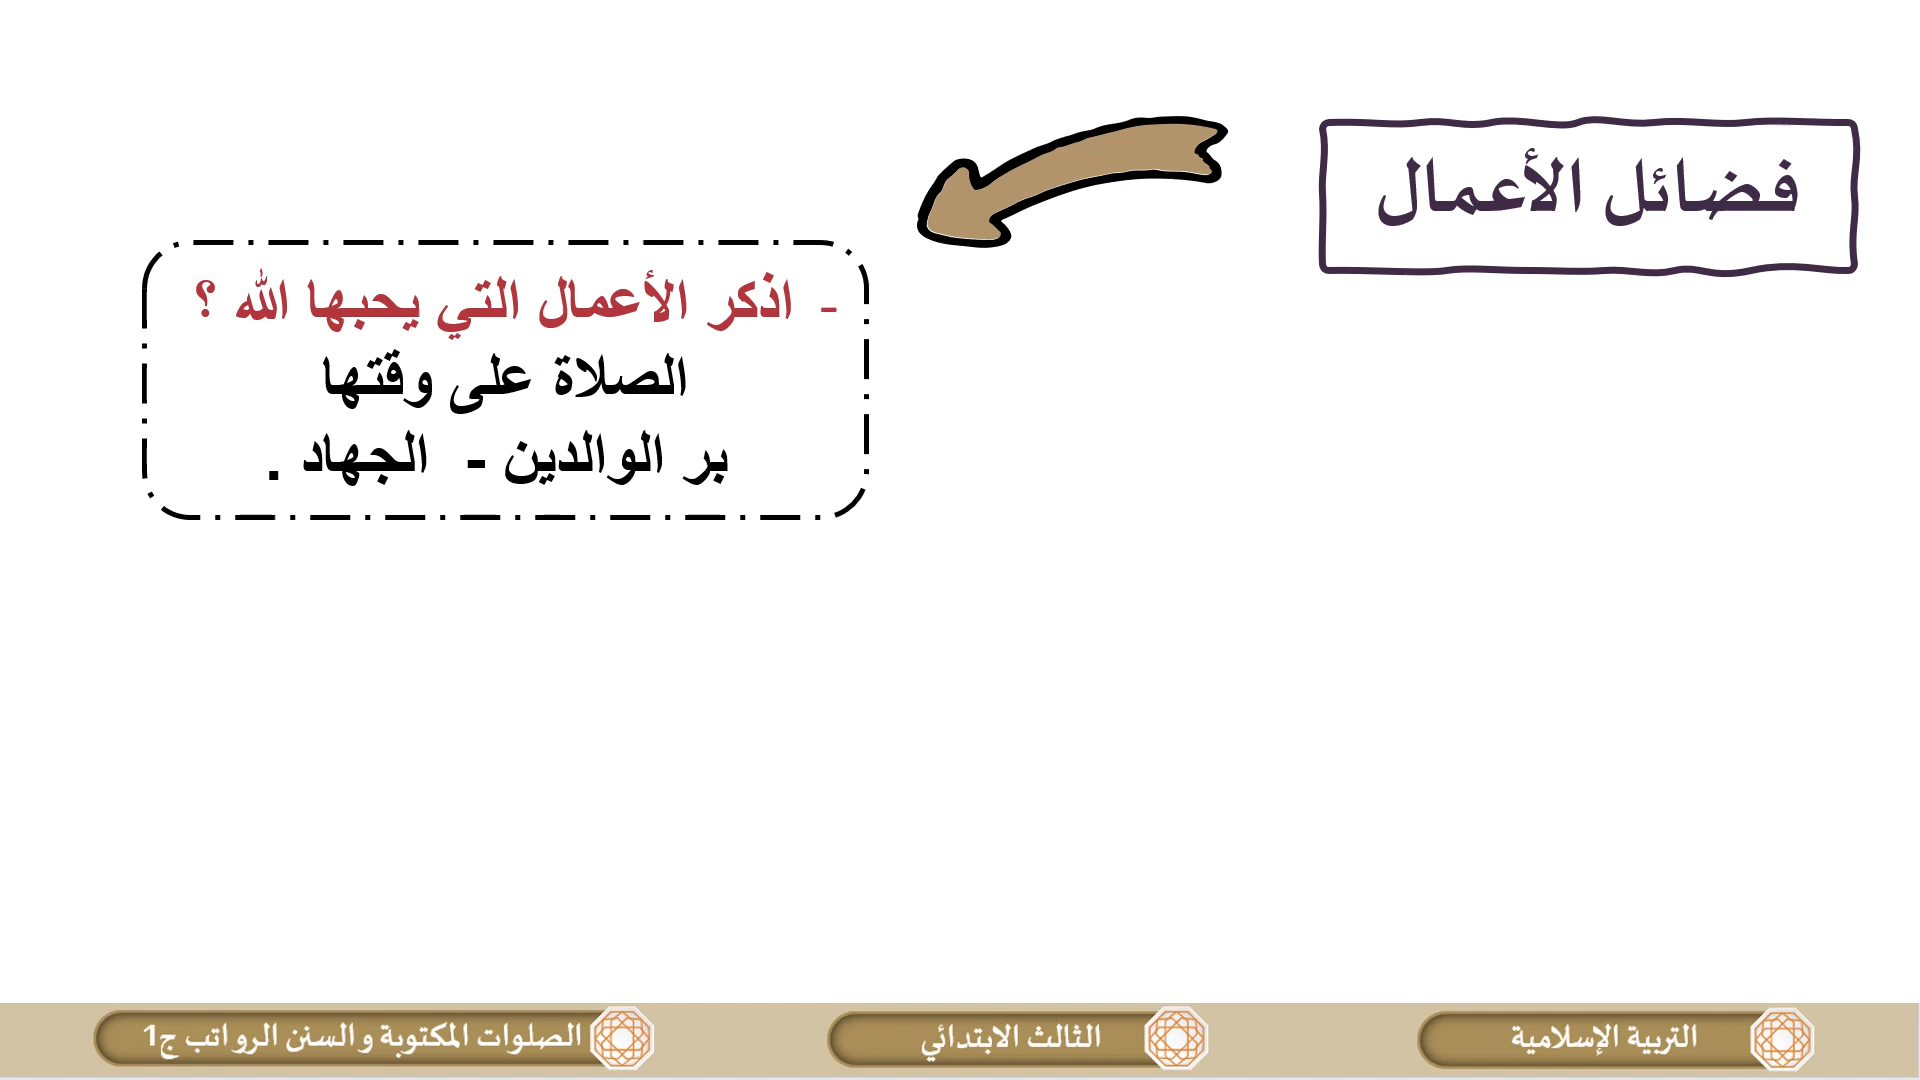 فضائل الأعمال
- اذكر الأعمال التي يحبها الله ؟
الصلاة على وقتها
بر الوالدين - الجهاد .
التربية الإسلامية
الثالث الابتدائي
الصلوات المكتوبة والسنن الرواتب ج1